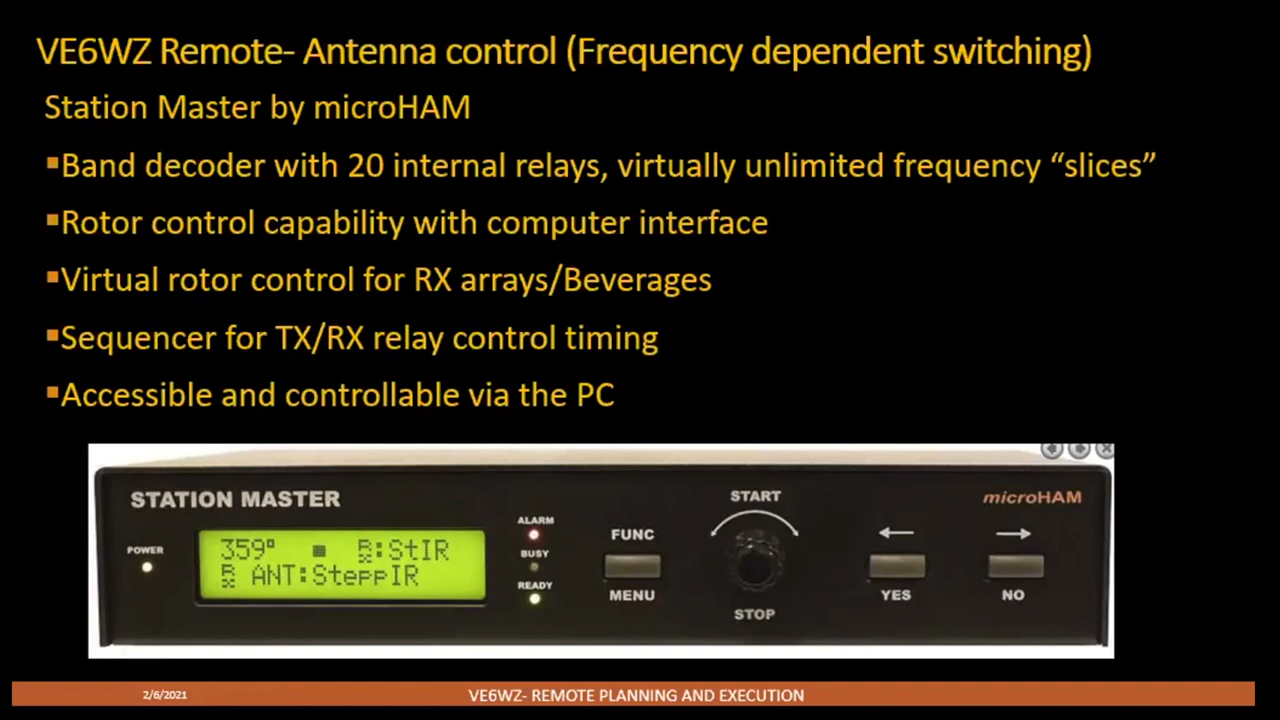 VE6WZ Remote- Antenna control (Frequency dependent switching)
Station Master by microHAM
▪Band decoder with 20 internal relays, virtually unlimited frequency “slices”
▪Rotor control capability with computer interface
▪Virtual rotor control for RX arrays/Beverages
▪Sequencer for TX/RX relay control timing
▪Accessible and controllable via the PC
STATION MASTER
POWER
359° R:StIR
Rx ANT:SteppIR
ALARM
BUSY
READY
FUNC
MENU
START
STOP
microHAM
←
YES
→
NO
2/6/2021
VE6WZ- REMOTE PLANNING AND EXECUTION